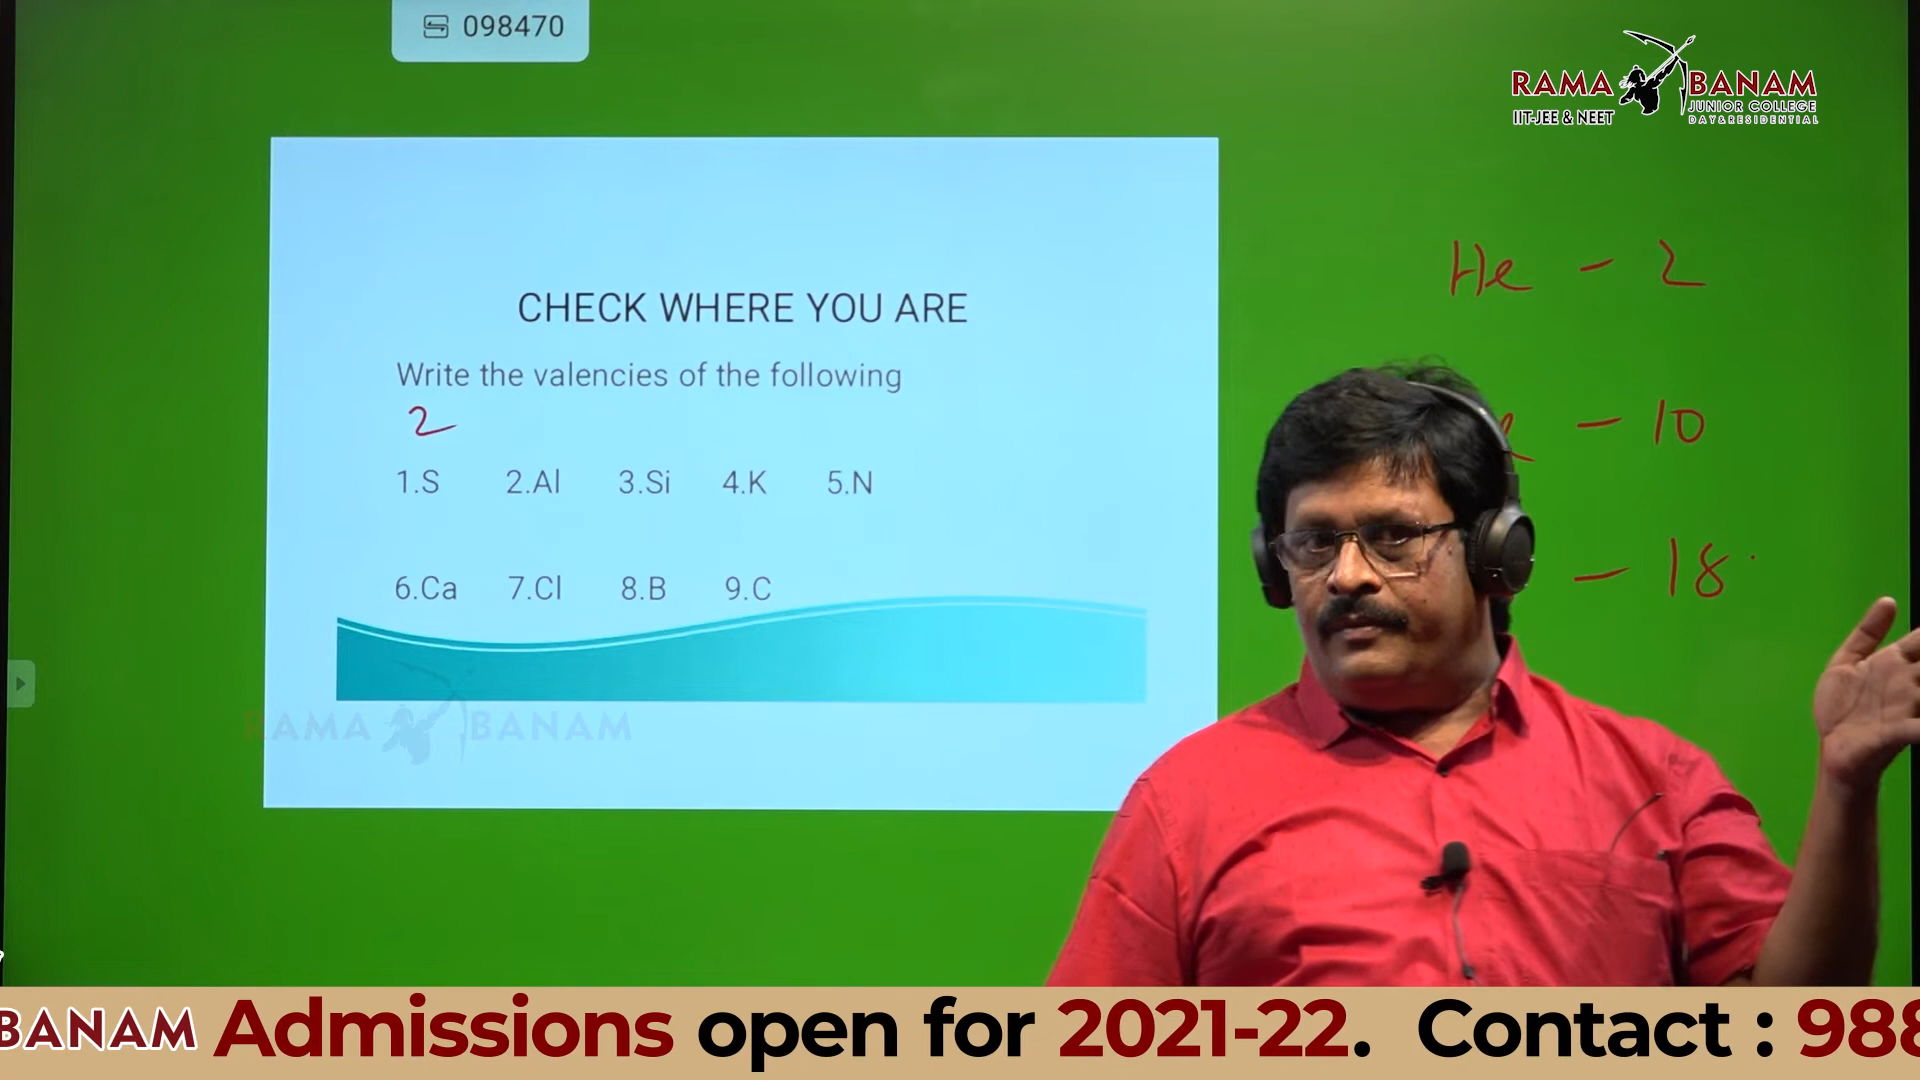 098470
RAMA BANAM
JUNIOR COLLEGE
IIT-JEE & NEET
DAY&RESIDENTIAL
CHECK WHERE YOU ARE
Write the valencies of the following
2
1.S 2.Al 3.Si 4.K 5.N
6.Ca 7.Cl 8.B 9.C
RAMA BANAM
He - 2
- 10
- 18
BANAM Admissions open for 2021-22. Contact : 988